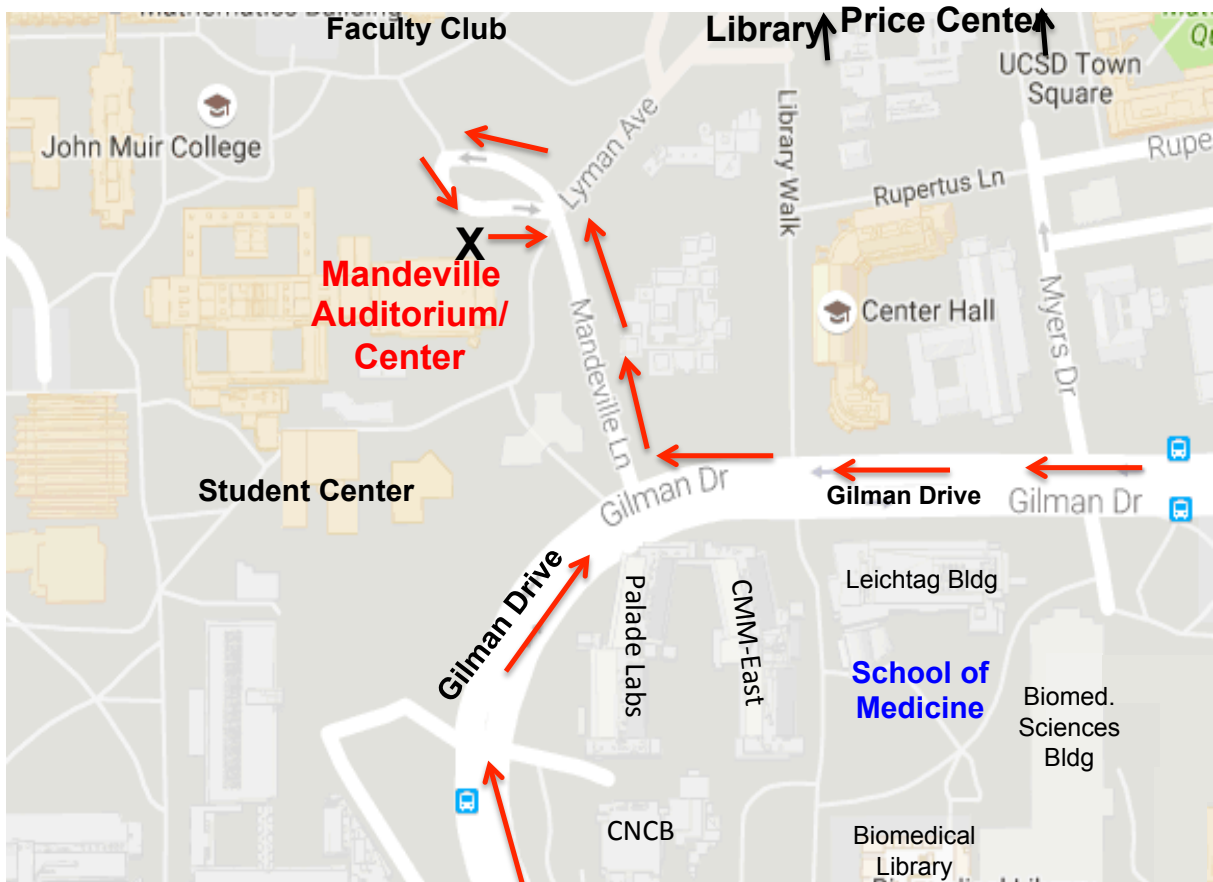 Mathematics Building
Faculty Club
Library
Price Center
UCSD Town
Square
John Muir College
Lyman Ave
Library Walk
Rupertus Ln
Rupe
X
Mandeville
Auditorium/
Center
Mandeville Ln
Center Hall
Myers Dr
Student Center
Gilman Dr
Gilman Drive
Gilman Dr
Gilman Drive
Palade Labs
CMM-East
Leichtag Bldg
School of
Medicine
Biomed.
Sciences
Bldg
CNCB
Biomedical
Library